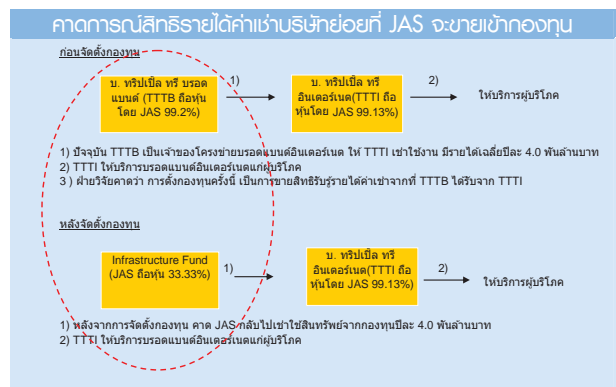 คาดการณ์สิทธิรายได้ค่าเช่าบริษัทย่อยที่ JAS จะขายเข้ากองทุน
ก่อนจัดตั้งกองทุน
บ. ทริปเปิ้ล ทรี บรอด
แบนด์ (TTTB ถือหุ้น
โดย JAS 99.2%)
1)
บ. ทริปเปิ้ล ทรี
อินเตอร์เนต(TTTI ถือ
หุ้นโดย JAS 99.13%)
2)
ให้บริการผู้บริโภค
1) ปัจจุบัน TTTB เป็นเจ้าของโครงข่ายบรอดแบนด์อินเตอร์เนต ให้ TTTI เช่าใช้งาน มีรายได้เฉลี่ยปีละ 4.0 พันล้านบาท
2) TTTI ให้บริการบรอดแบนด์อินเตอร์เนตแก่ผู้บริโภค
3 ) ฝ่ายวิจัยคาดว่า การตั้งกองทุนครั้งนี้ เป็นการขายสิทธิรับรู้รายได้ค่าเช่าจากที่ TTTB ได้รับจาก TTTI
หลังจัดตั้งกองทุน
Infrastructure Fund
(JAS ถือหุ้น 33.33%)
1)
บ. ทริปเปิ้ล ทรี
อินเตอร์เนต(TTTI ถือ
หุ้นโดย JAS 99.13%)
2)
ให้บริการผู้บริโภค
1) หลังจากการจัดตั้งกองทุน คาด JAS กลับไปเช่าใช้สินทรัพย์จากกองทุนปีละ 4.0 พันล้านบาท
2) TTTI ให้บริการบรอดแบนด์อินเตอร์เนตแก่ผู้บริโภค